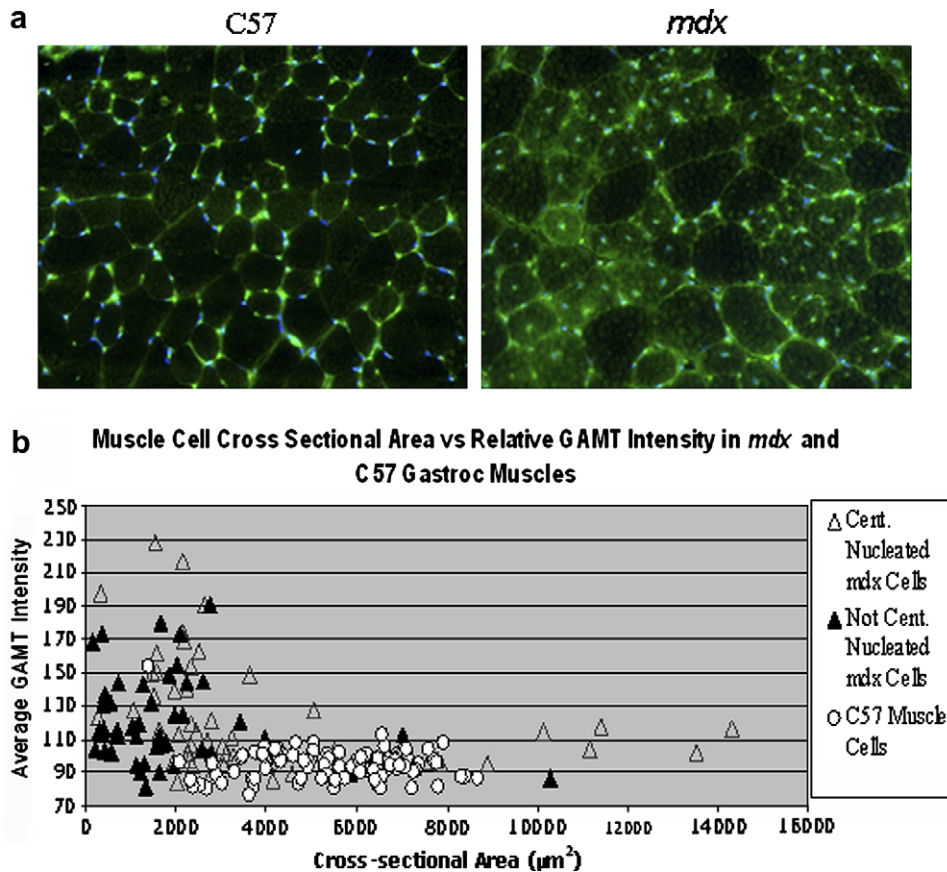 a
C57
mdx
b
Muscle Cell Cross Sectional Area vs Relative GAMT Intensity in mdx and
C57 Gastroc Muscles
Average GAMT Intensity
250
230
210
190
170
150
130
110
90
70
0
2000
4000
6000
8000
10000
12000
14000
16000
Cross-sectional Area (µm²)
Cent.
Nucleated
mdx Cells
Not Cent.
Nucleated
mdx Cells
C57 Muscle
Cells